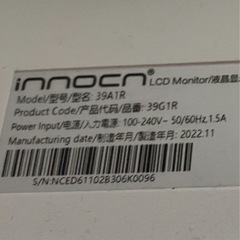 INNOCN® LCD Monitor/液晶显
Model/型号/型名: 39A1R
Product Code/产品代码/品番: 39G1R
Power Input/电源/入力電源: 100-240V~ 50/60Hz, 1.5A
Manufacturing date/制造年月/製造年月: 2022.11
S/N:NCED61102B306K0096